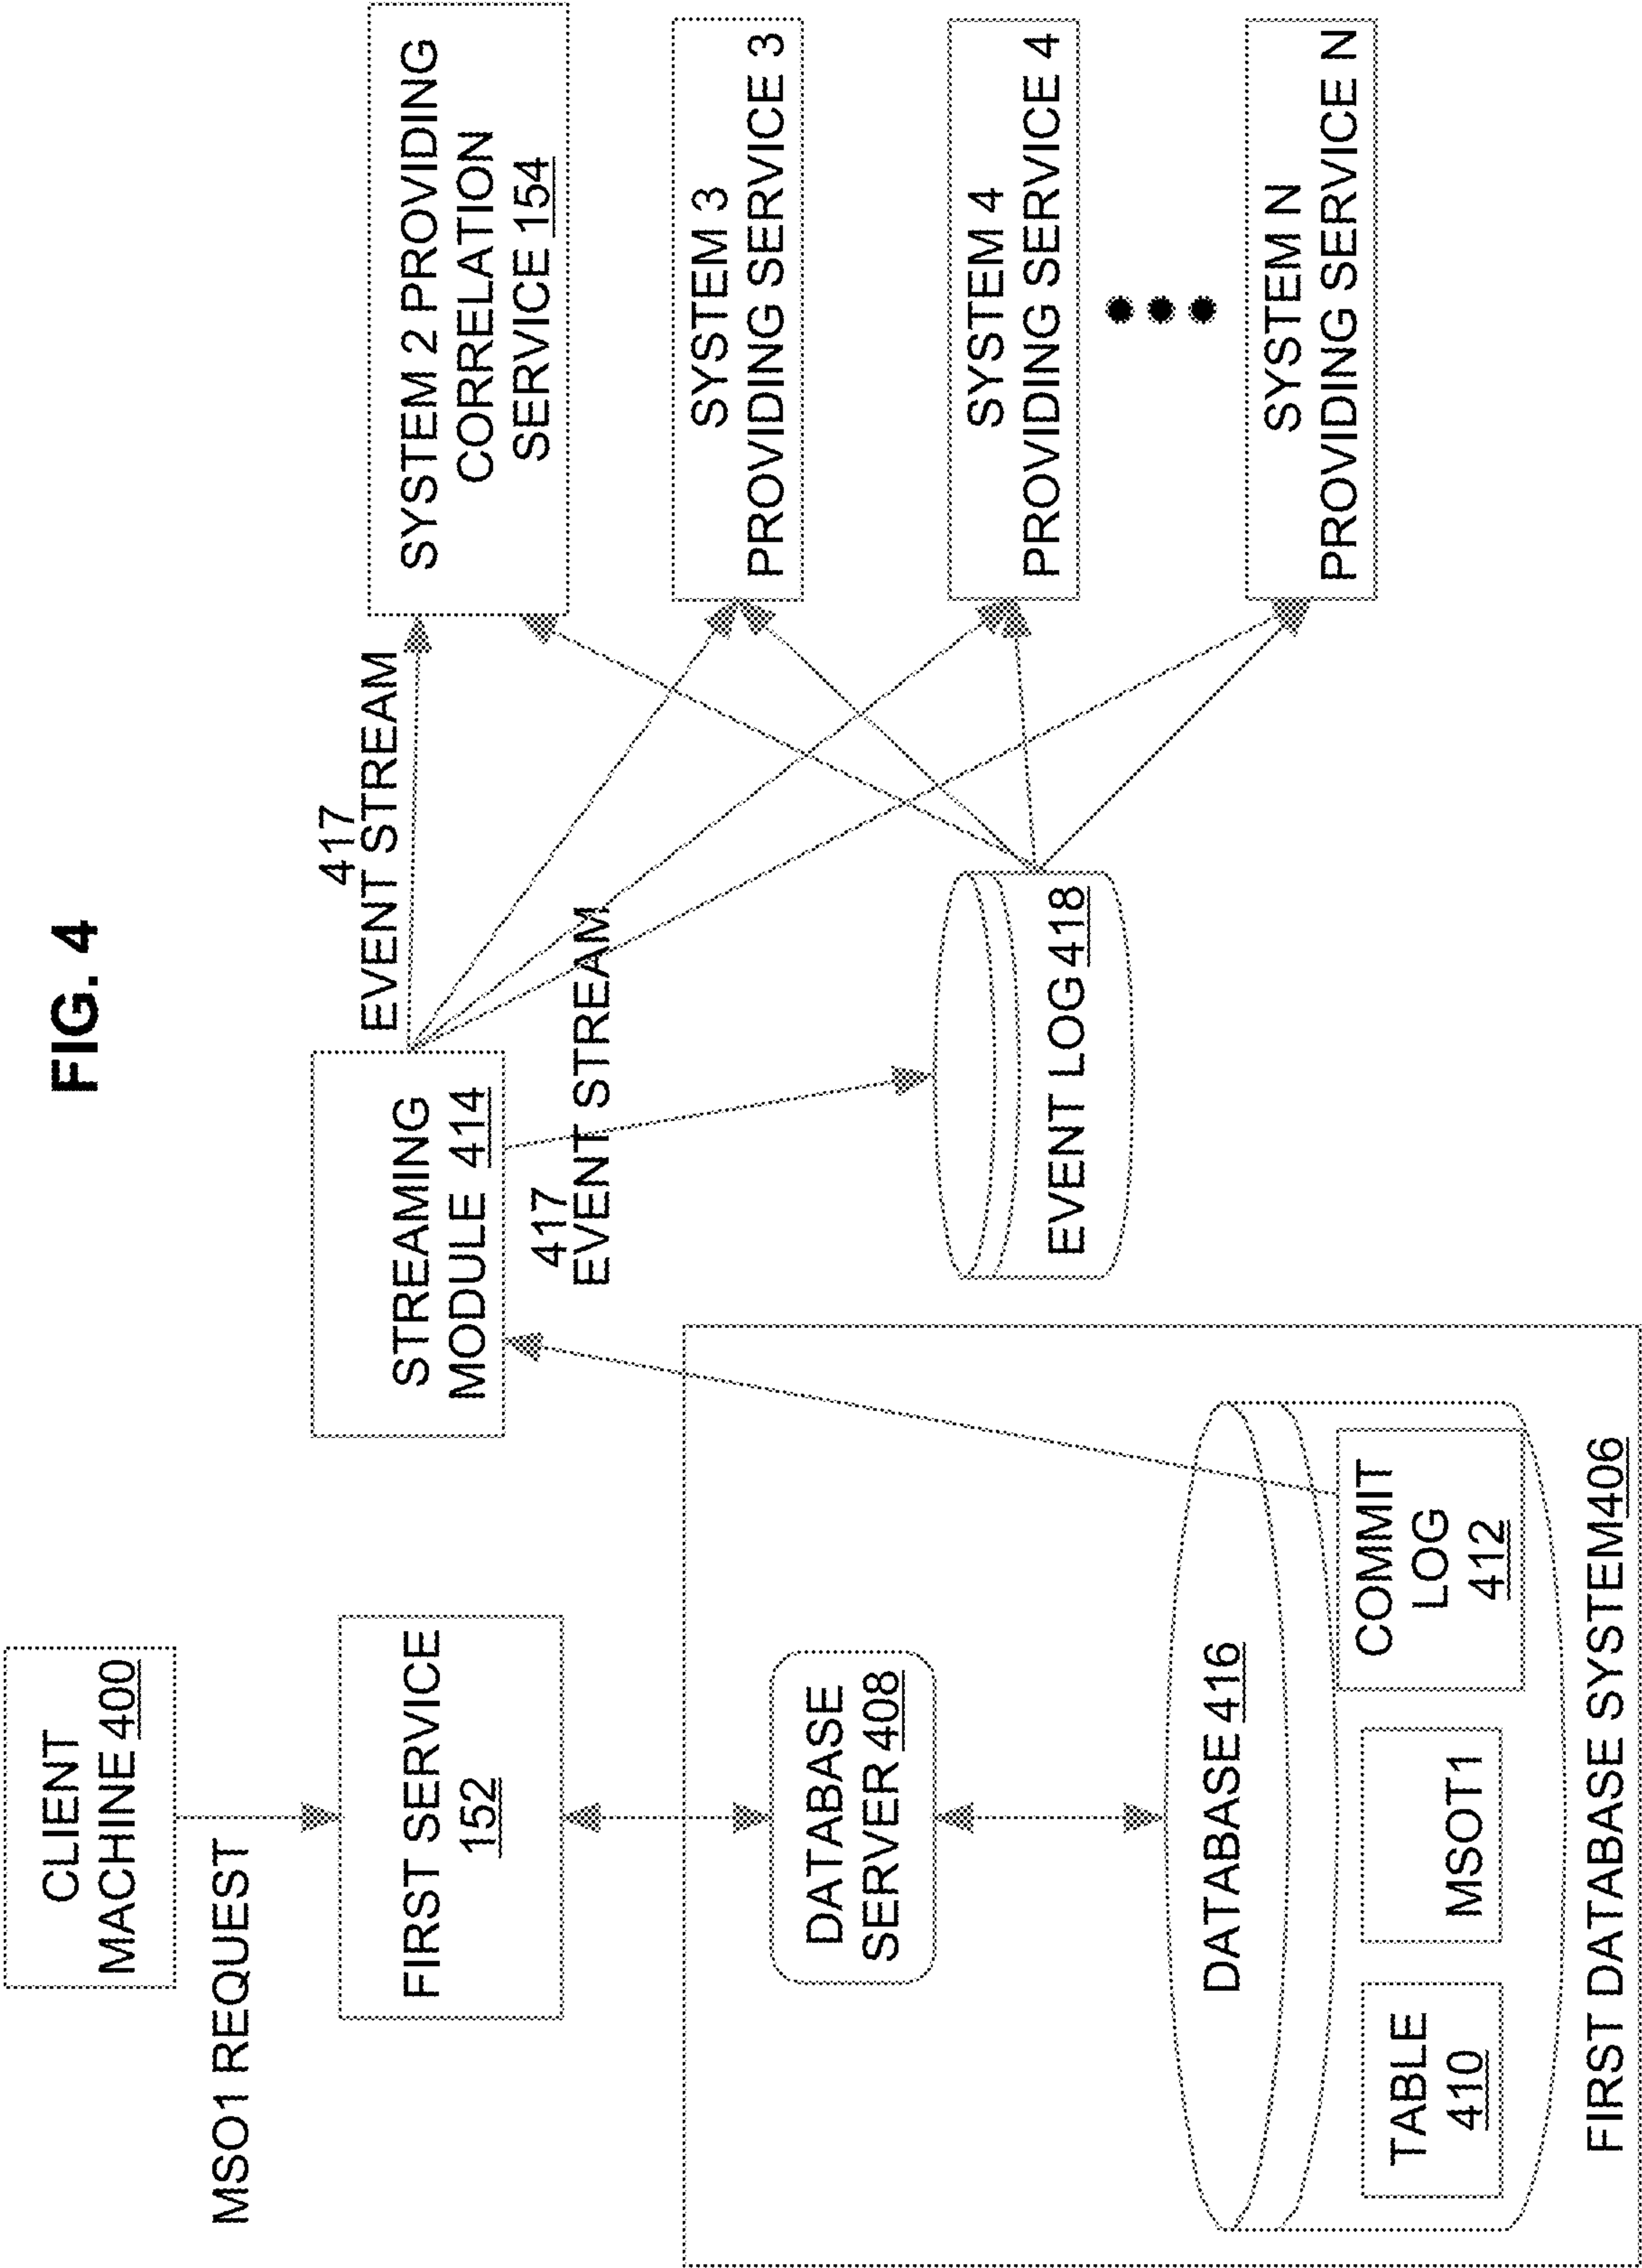 FIG. 4
CLIENT
MACHINE 400
MSO1 REQUEST
FIRST SERVICE
152
DATABASE
SERVER 408
DATABASE 416
TABLE
410
MSOT1
COMMIT
LOG
412
FIRST DATABASE SYSTEM 406
STREAMING
MODULE 414
417
EVENT STREAM
417
EVENT STREAM
EVENT LOG 418
SYSTEM 2 PROVIDING
CORRELATION
SERVICE 154
SYSTEM 3
PROVIDING SERVICE 3
SYSTEM 4
PROVIDING SERVICE 4
SYSTEM N
PROVIDING SERVICE N